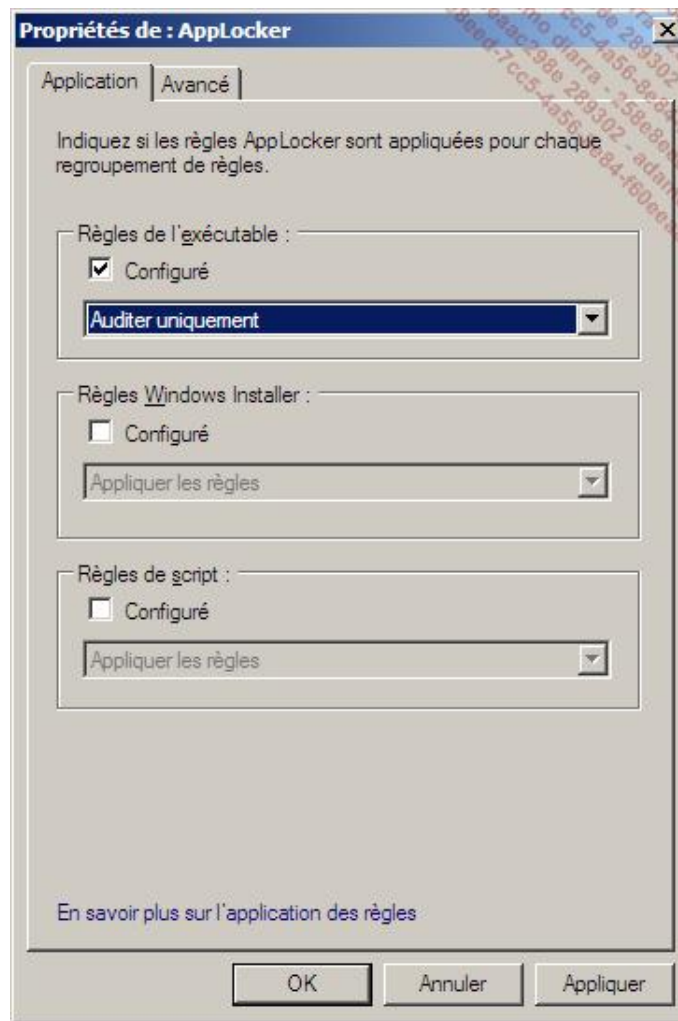 Propriétés de : AppLocker
Application
Avancé
Indiquez si les règles AppLocker sont appliquées pour chaque
regroupement de règles.
Règles de l'exécutable :
Configuré
Auditer uniquement
Règles Windows Installer :
Configuré
Appliquer les règles
Règles de script :
Configuré
Appliquer les règles
En savoir plus sur l'application des règles
OK
Annuler
Appliquer